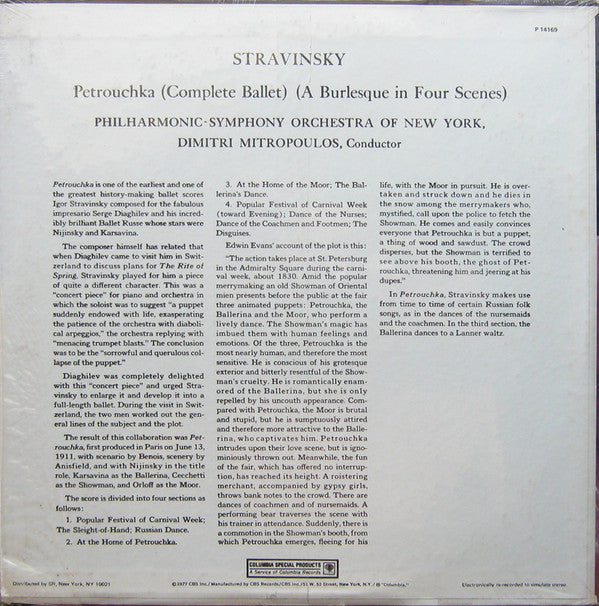 P 14169
STRAVINSKY
Petrouchka (Complete Ballet) (A Burlesque in Four Scenes)
PHILHARMONIC-SYMPHONY ORCHESTRA OF NEW YORK,
DIMITRI MITROPOULOS, Conductor
Petrouchka is one of the earliest and one of
the greatest history-making ballet scores
Igor Stravinsky composed for the fabulous
impresario Serge Diaghilev and his incred-
ibly brilliant Ballet Russe whose stars were
Nijinsky and Karsavina.
The composer himself has related that
when Diaghilev came to visit him in Swit-
zerland to discuss plans for The Rite of
Spring, Stravinsky played for him a piece
of quite a different character. This was a
"concert piece" for piano and orchestra in
which the soloist was to suggest "a puppet
suddenly endowed with life, exasperating
the patience of the orchestra with diaboli-
cal arpeggios," the orchestra replying with
"menacing trumpet blasts." The conclusion
was to be the "sorrowful and querulous col-
lapse of the puppet."
Diaghilev was completely delighted
with this "concert piece" and urged Stra-
vinsky to enlarge it and develop it into a
full-length ballet. During the visit in Swit-
zerland, the two men worked out the gen-
eral lines of the subject and the plot.
The result of this collaboration was Pet-
rouchka, first produced in Paris on June 13,
1911, with scenario by Benois, scenery by
Anisfield, and with Nijinsky in the title
role, Karsavina as the Ballerina, Cecchetti
as the Showman, and Orloff as the Moor.
The score is divided into four sections as
follows:
1. Popular Festival of Carnival Week;
The Sleight-of-Hand; Russian Dance.
2. At the Home of Petrouchka.
3. At the Home of the Moor; The Bal-
lerina's Dance.
4. Popular Festival of Carnival Week
(toward Evening); Dance of the Nurses;
Dance of the Coachmen and Footmen; The
Disguises.
Edwin Evans' account of the plot is this:
"The action takes place at St. Petersburg
in the Admiralty Square during the carni-
val week, about 1830. Amid the popular
merrymaking an old Showman of Oriental
mien presents before the public at the fair
three animated puppets: Petrouchka, the
Ballerina and the Moor, who perform a
lively dance. The Showman's magic has
imbued them with human feelings and
emotions. Of the three, Petrouchka is the
most nearly human, and therefore the most
sensitive. He is conscious of his grotesque
exterior and bitterly resentful of the Show-
man's cruelty. He is romantically enam-
ored of the Ballerina, but she is only
repelled by his uncouth appearance. Com-
pared with Petrouchka, the Moor is brutal
and stupid, but he is sumptuously attired
and therefore more attractive to the Balle-
rina, who captivates him. Petrouchka
intrudes upon their love scene, but is igno-
miniously thrown out. Meanwhile, the fun
of the fair, which has offered no interrup-
tion, has reached its height. A roistering
merchant, accompanied by gypsy girls,
throws bank notes to the crowd. There are
dances of coachmen and of nursemaids. A
performing bear traverses the scene with
his trainer in attendance. Suddenly, there is
a commotion in the Showman's booth, from
which Petrouchka emerges, fleeing for his
life, with the Moor in pursuit. He is over-
taken and struck down and he dies in
the snow among the merrymakers who,
mystified, call upon the police to fetch the
Showman. He comes and easily convinces
everyone that Petrouchka is but a puppet,
a thing of wood and sawdust. The crowd
disperses, but the Showman is terrified to
see above his booth, the ghost of Pet-
rouchka, threatening him and jeering at his
dupes."
In Petrouchka, Stravinsky makes use
from time to time of certain Russian folk
songs, as in the dances of the nursemaids
and the coachmen. In the third section, the
Ballerina dances to a Lanner waltz.
COLUMBIA SPECIAL PRODUCTS
A Service of Columbia Records
Distributed by SR, New York, NY 10021
© 1977 CBS Inc./Manufactured by CBS Records/CBS Inc./51 W. 52 Street, New York, N.Y./® "Columbia."
Electronically re-recorded to simulate stereo.